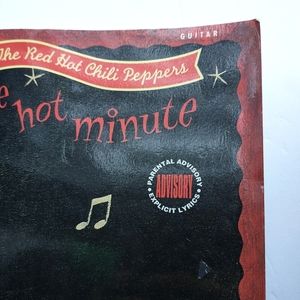 GUITAR
The Red Hot Chili Peppers
e hot minute
PARENTAL ADVISORY
ADVISORY
EXPLICIT LYRICS